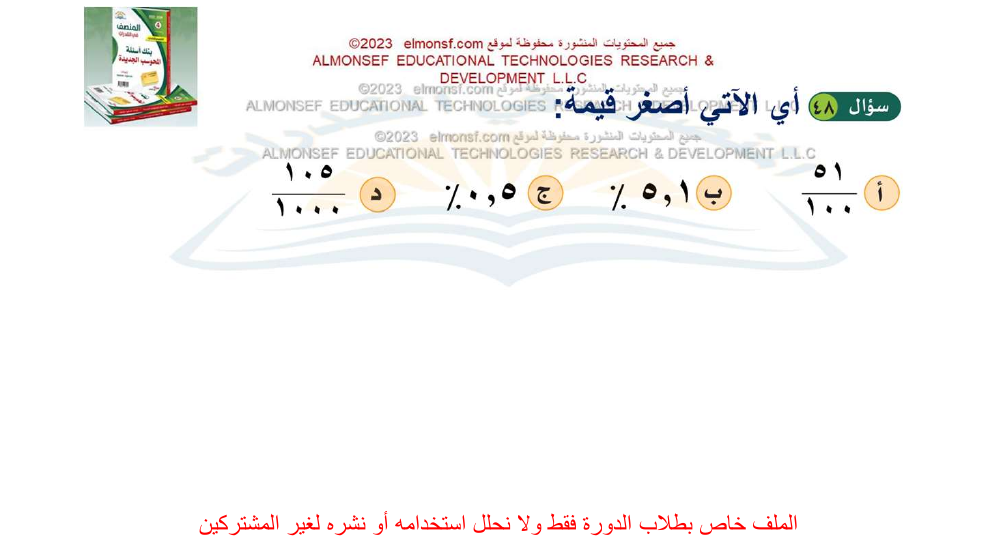 المنصف
في القدرات
بنك أسئلة
المحوسب الجديدة
جميع المحتويات المنشورة محفوظة لموقع elmonsf.com ©2023
ALMONSEF EDUCATIONAL TECHNOLOGIES RESEARCH &
DEVELOPMENT L.L.C
جميع المحتويات المنشورة محفوظة لموقع elmonsf.com ©2023
ALMONSEF EDUCATIONAL TECHNOLOGIES RESEARCH & DEVELOPMENT L.L.C
سؤال ٤٨ أي الآتي أصغر قيمة:
جميع المحتويات المنشورة محفوظة لموقع elmonsf.com ©2023
ALMONSEF EDUCATIONAL TECHNOLOGIES RESEARCH & DEVELOPMENT L.L.C
أ ٥١/١٠٠ ب ٥,١ ٪ ج ٠,٥٪ د ١٠٥/١٠٠٠
الملف خاص بطلاب الدورة فقط ولا نحلل استخدامه أو نشره لغير المشتركين